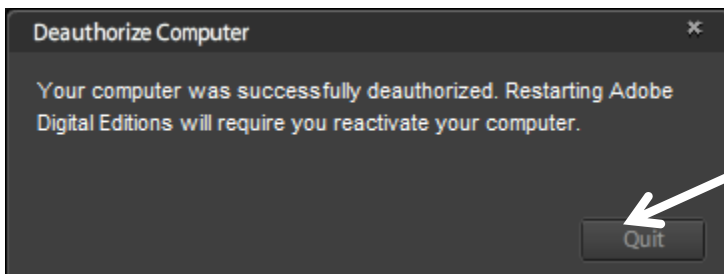 Deauthorize Computer
Your computer was successfully deauthorized. Restarting Adobe
Digital Editions will require you reactivate your computer.
Quit